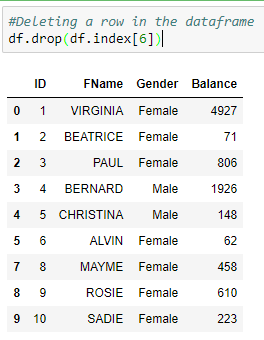 #Deleting a row in the dataframe
df.drop(df.index[6])
ID FName Gender Balance
0 1 VIRGINIA Female 4927
1 2 BEATRICE Female 71
2 3 PAUL Female 806
3 4 BERNARD Male 1926
4 5 CHRISTINA Male 148
5 6 ALVIN Female 62
7 8 MAYME Female 458
8 9 ROSIE Female 610
9 10 SADIE Female 223